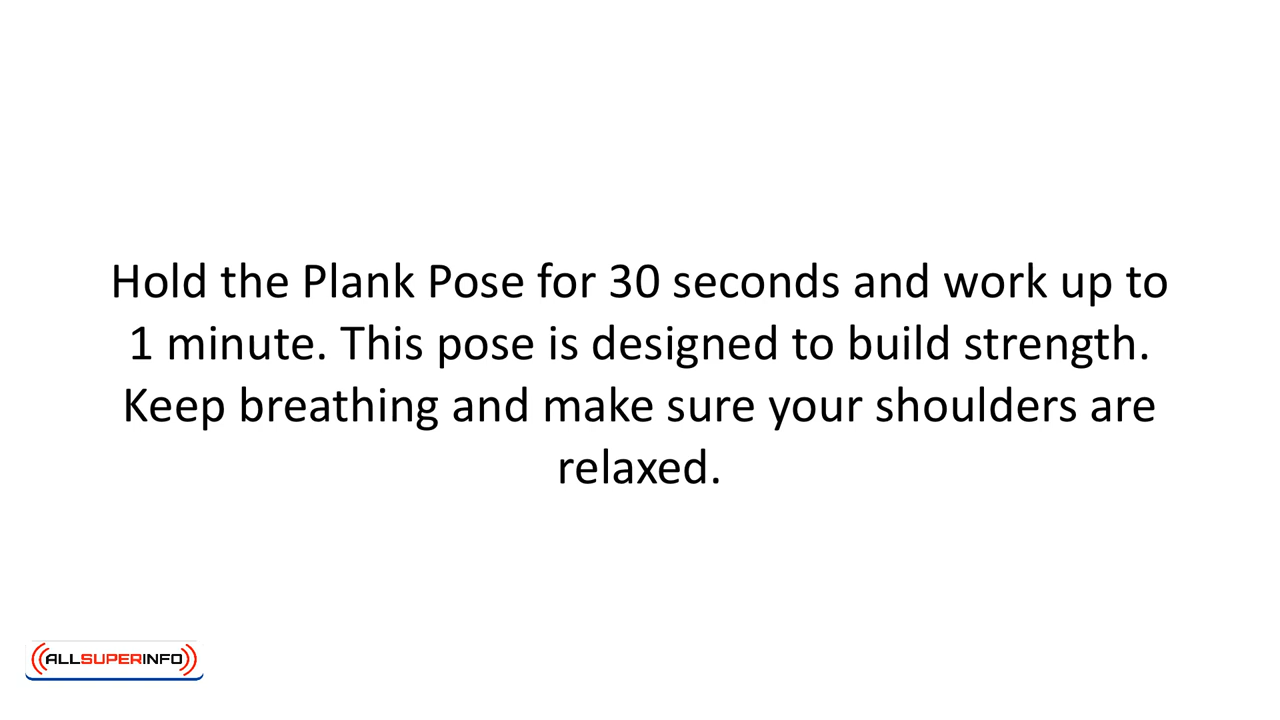 Hold the Plank Pose for 30 seconds and work up to
1 minute. This pose is designed to build strength.
Keep breathing and make sure your shoulders are
relaxed.
ALLSUPERINFO